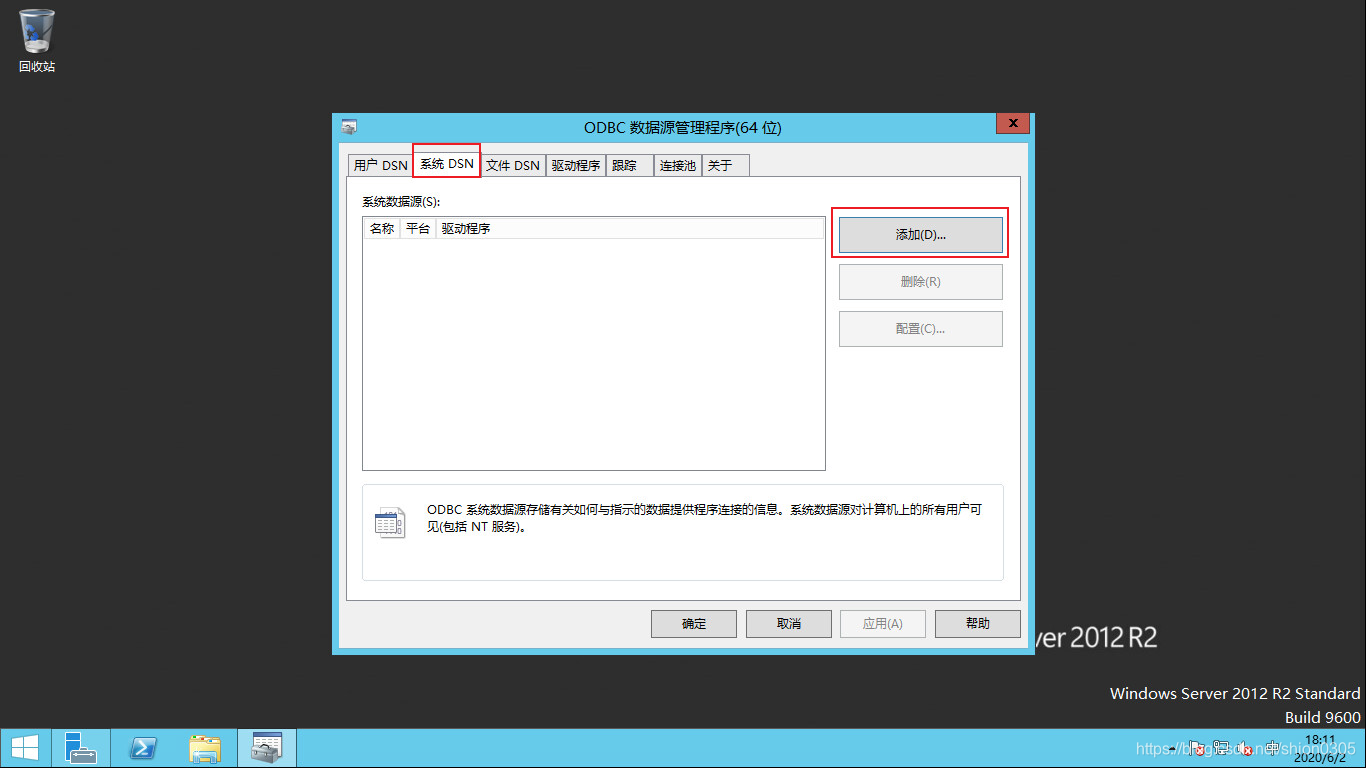 回收站
ODBC 数据源管理程序(64 位)
x
用户 DSN
系统 DSN
文件 DSN
驱动程序
跟踪
连接池
关于
系统数据源(S):
名称
平台
驱动程序
添加(D)...
删除(R)
配置(C)...
ODBC 系统数据源存储有关如何与指示的数据提供程序连接的信息。系统数据源对计算机上的所有用户可
见(包括 NT 服务)。
确定
取消
应用(A)
帮助
ver 2012 R2
Windows Server 2012 R2 Standard
Build 9600
中
18:11
https://blog.csdn.net/shion0305
2020/6/2